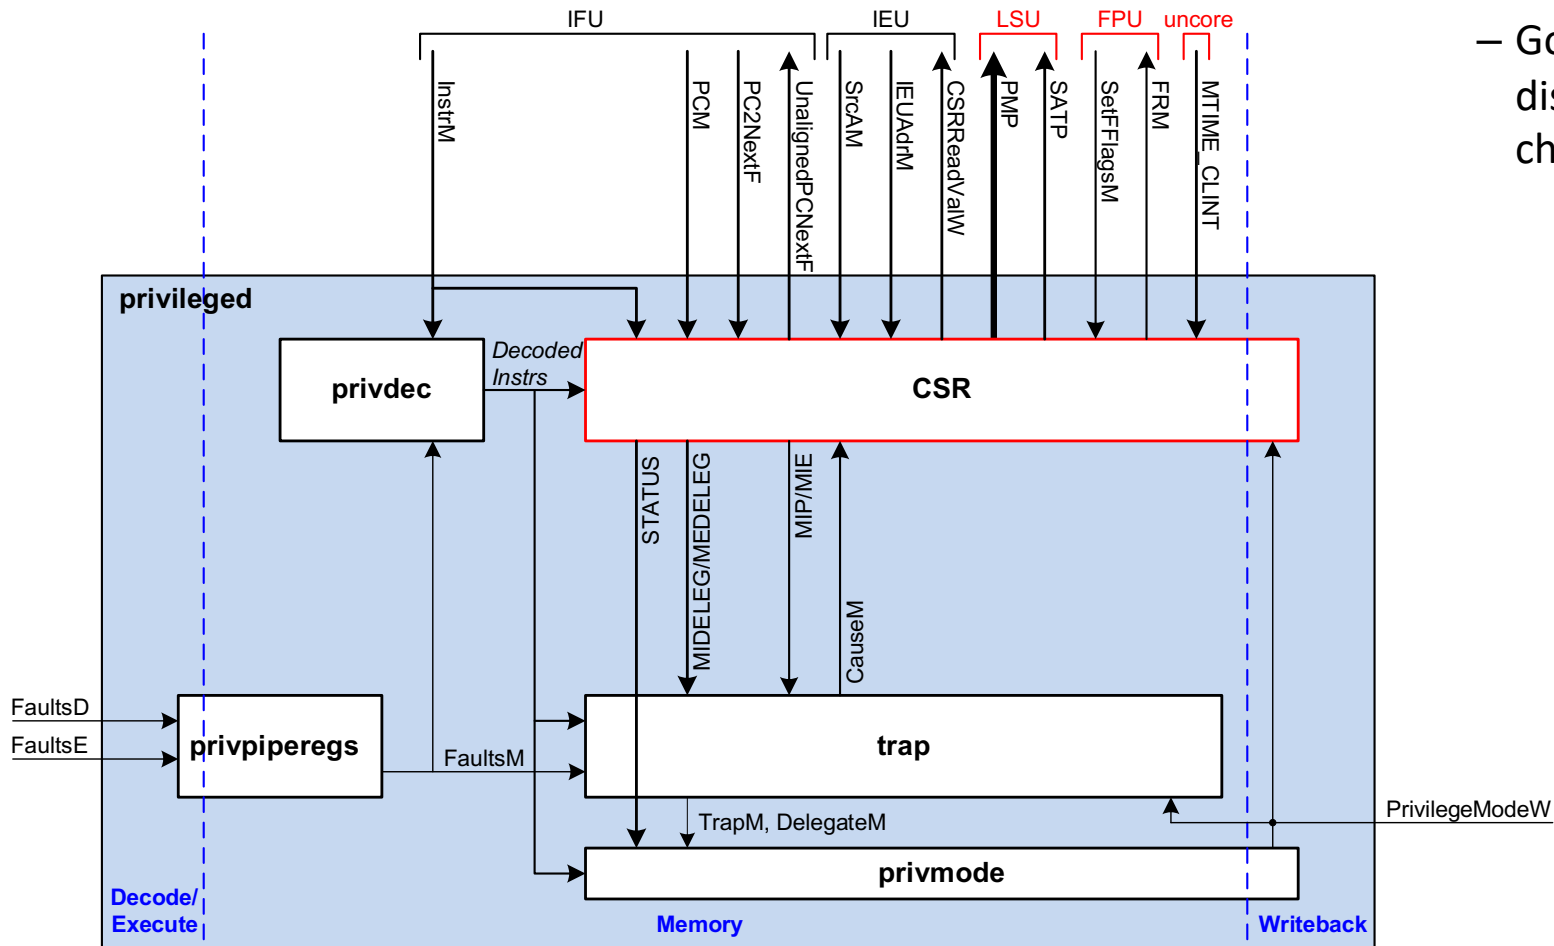 IFU
IEU
LSU
FPU
uncore
InstrM
PCM
PC2NextF
UnalignedPCNextF
SrcAM
IEUAdrM
CSRReadValW
PMP
SATP
SetFFlagsM
FRM
MTIME_CLINT
– Go
dis
ch
privileged
privdec
Decoded
Instrs
CSR
STATUS
MIDELEG/MEDELEG
MIP/MIE
CauseM
FaultsD
FaultsE
privpiperegs
FaultsM
trap
TrapM, DelegateM
PrivilegeModeW
privmode
Decode/
Execute
Memory
Writeback